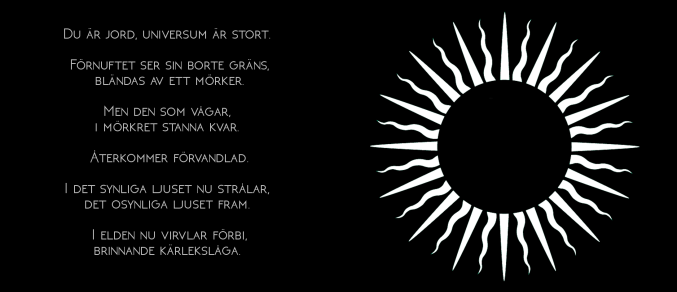 Du är jord, universum är stort.
Förnuftet ser sin borte gräns,
bländas av ett mörker.
Men den som vågar,
i mörkret stanna kvar.
Återkommer förvandlad.
I det synliga ljuset nu strålar,
det osynliga ljuset fram.
I elden nu virvlar förbi,
brinnande kärlekslåga.